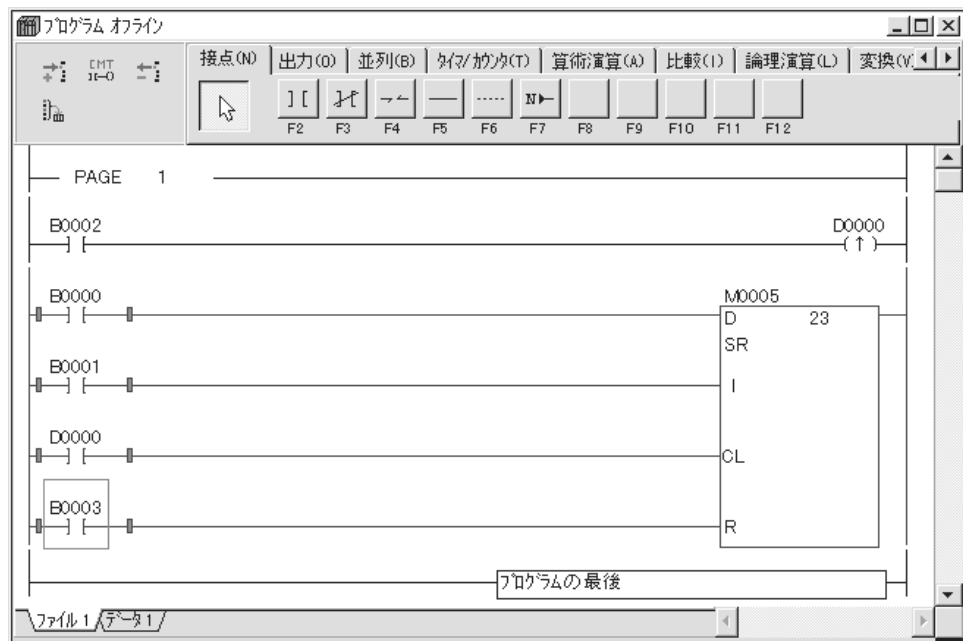 プログラム オフライン
CMT
接点(N) 出力(O) 並列(B) タイマ/カウンタ(T) 算術演算(A) 比較(I) 論理演算(L) 変換(V
N
F2 F3 F4 F5 F6 F7 F8 F9 F10 F11 F12
PAGE 1
B0002 D0000
B0000 M0005
D 23
SR
B0001
I
D0000
CL
B0003
R
プログラムの最後
ファイル 1 データ 1